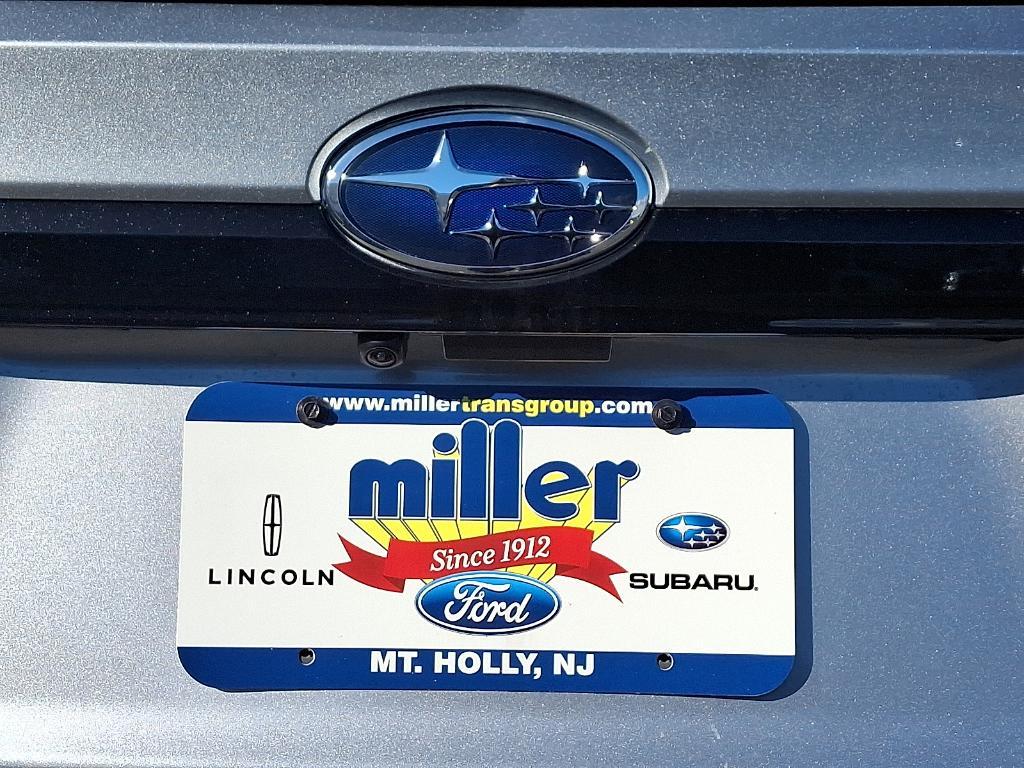 www.millertransgroup.com
miller
Since 1912
LINCOLN
SUBARU.
Ford
MT. HOLLY, NJ